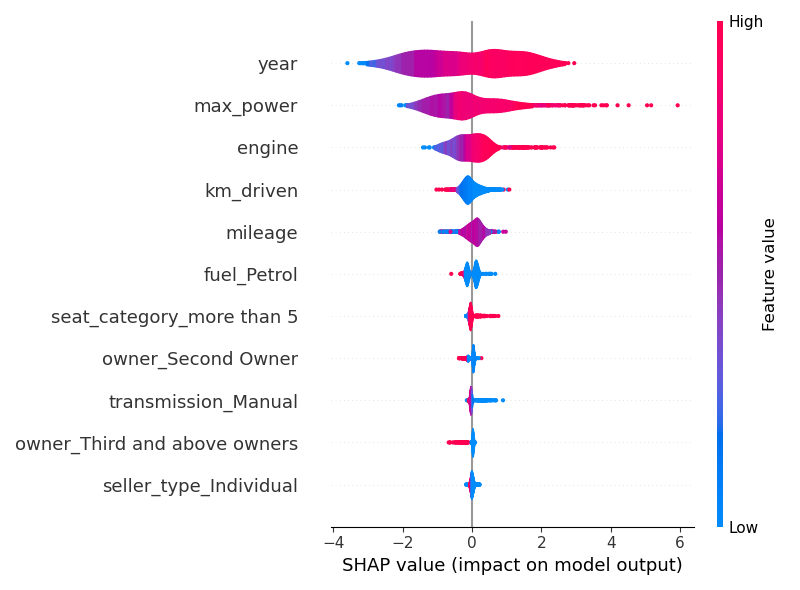 High
year
max_power
engine
km_driven
mileage
fuel_Petrol
seat_category_more than 5
owner_Second Owner
transmission_Manual
owner_Third and above owners
seller_type_Individual
Feature value
Low
−4 −2 0 2 4 6
SHAP value (impact on model output)